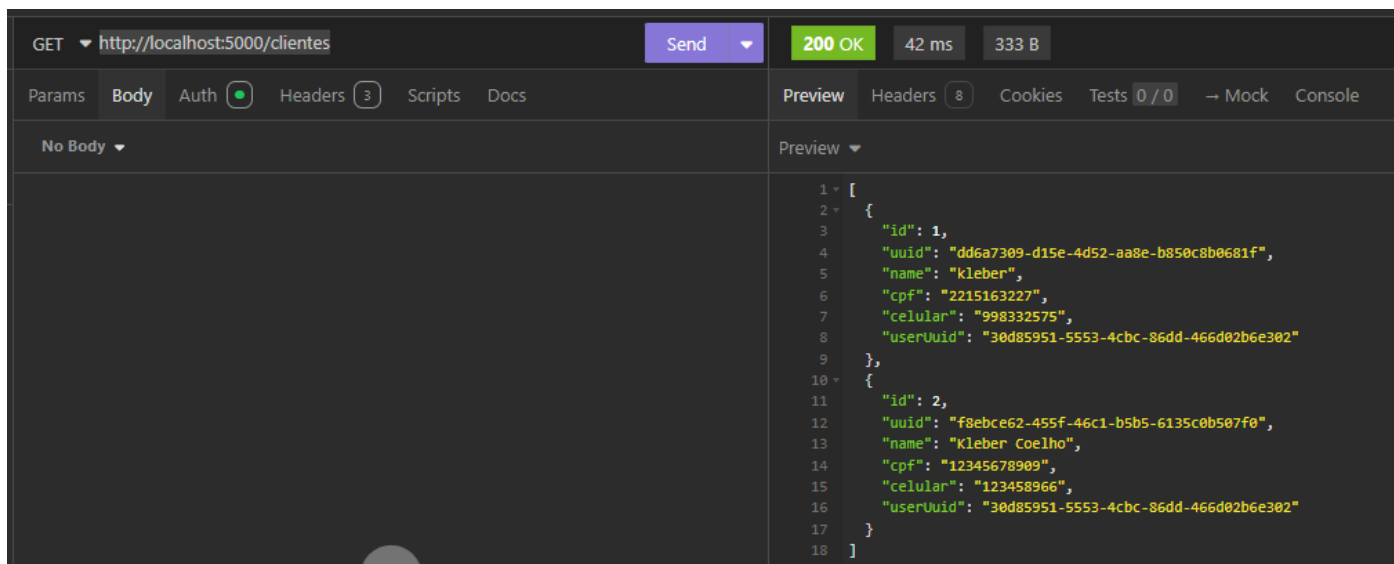 GET http://localhost:5000/clientes Send 200 OK 42 ms 333 B
Params Body Auth Headers 3 Scripts Docs Preview Headers 8 Cookies Tests 0 / 0 → Mock Console
No Body Preview
1 [
2 {
3 "id": 1,
4 "uuid": "dd6a7309-d15e-4d52-aa8e-b850c8b0681f",
5 "name": "kleber",
6 "cpf": "2215163227",
7 "celular": "998332575",
8 "userUuid": "30d85951-5553-4cbc-86dd-466d02b6e302"
9 },
10 {
11 "id": 2,
12 "uuid": "f8ebce62-455f-46c1-b5b5-6135c0b507f0",
13 "name": "Kleber Coelho",
14 "cpf": "12345678909",
15 "celular": "123458966",
16 "userUuid": "30d85951-5553-4cbc-86dd-466d02b6e302"
17 }
18 ]